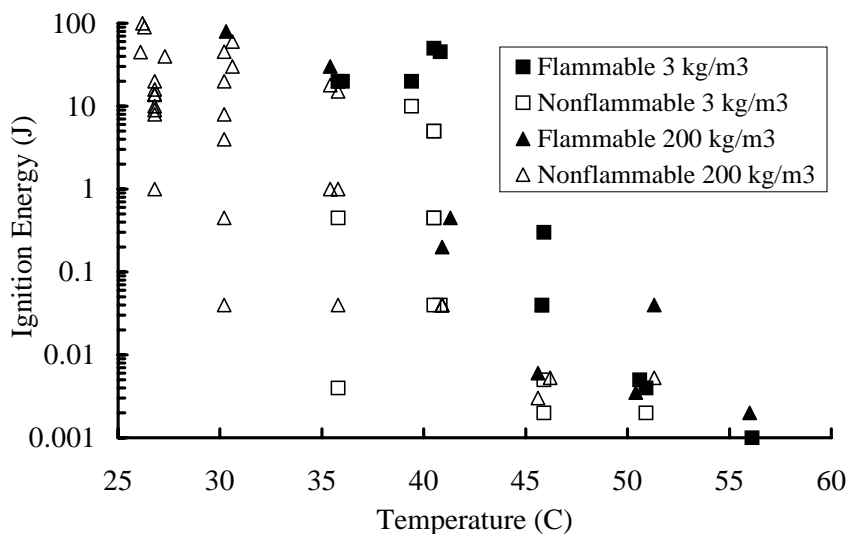 100
10
1
0.1
0.01
0.001
Ignition Energy (J)
Flammable 3 kg/m3
Nonflammable 3 kg/m3
Flammable 200 kg/m3
Nonflammable 200 kg/m3
25 30 35 40 45 50 55 60
Temperature (C)